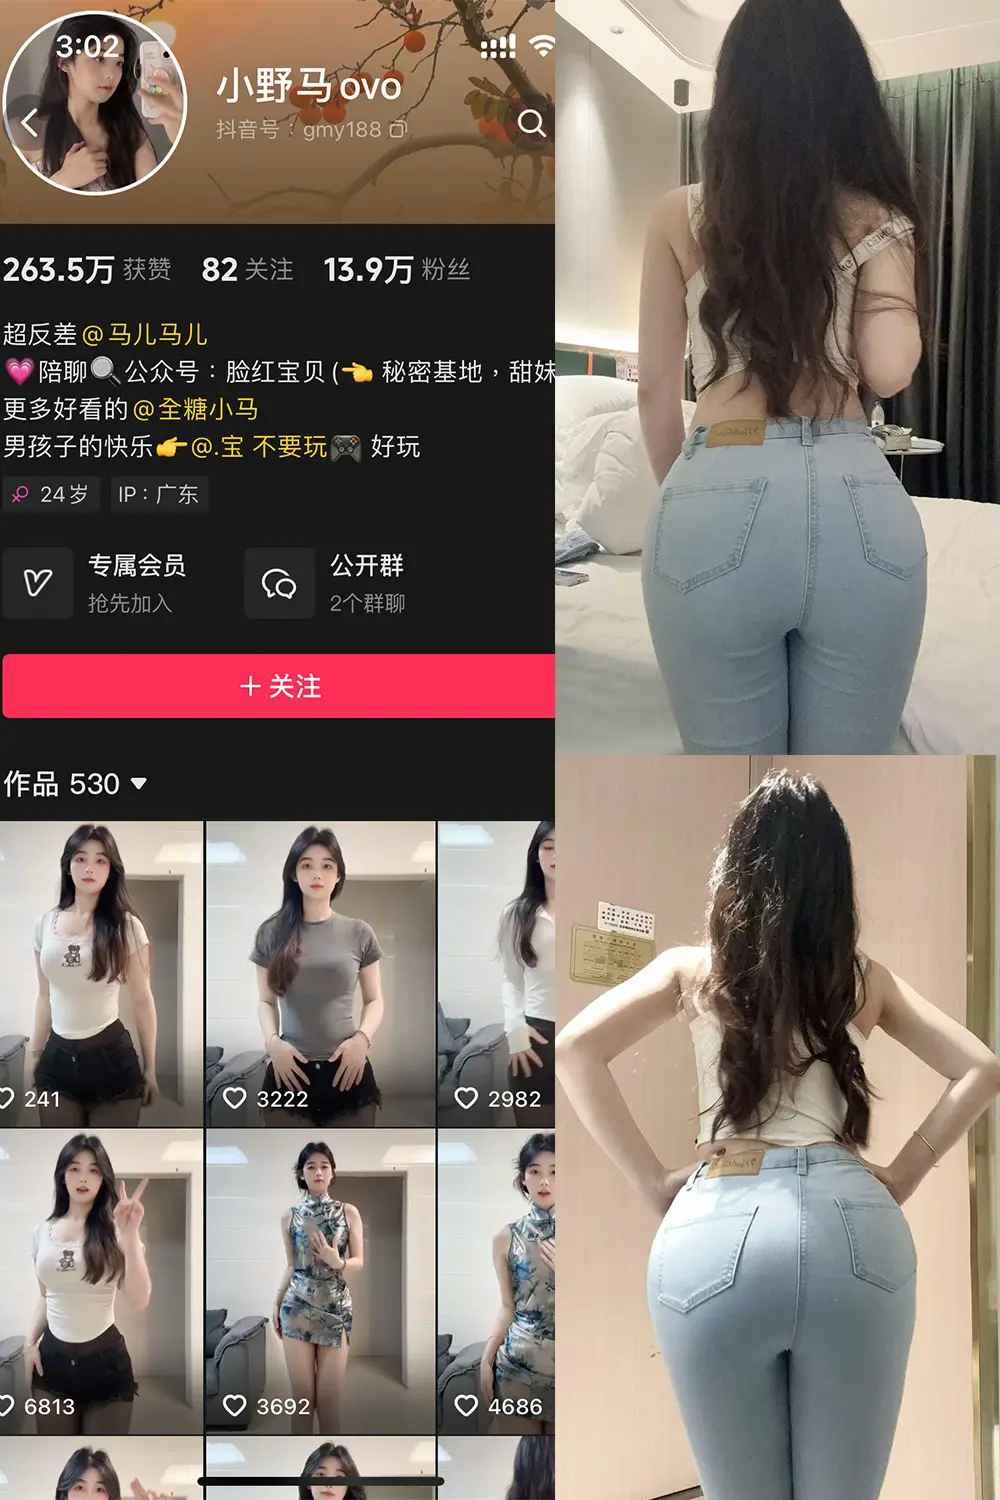 3:02
小野马ovo
抖音号：gmy188
263.5万 获赞 82 关注 13.9万 粉丝
超反差@马儿马儿
💗陪聊🔍公众号：脸红宝贝(👈 秘密基地，甜妹
更多好看的@全糖小马
男孩子的快乐👉@.宝 不要玩🎮 好玩
24岁 IP：广东
专属会员 公开群
抢先加入 2个群聊
＋关注
作品 530
241 3222 2982
6813 3692 4686